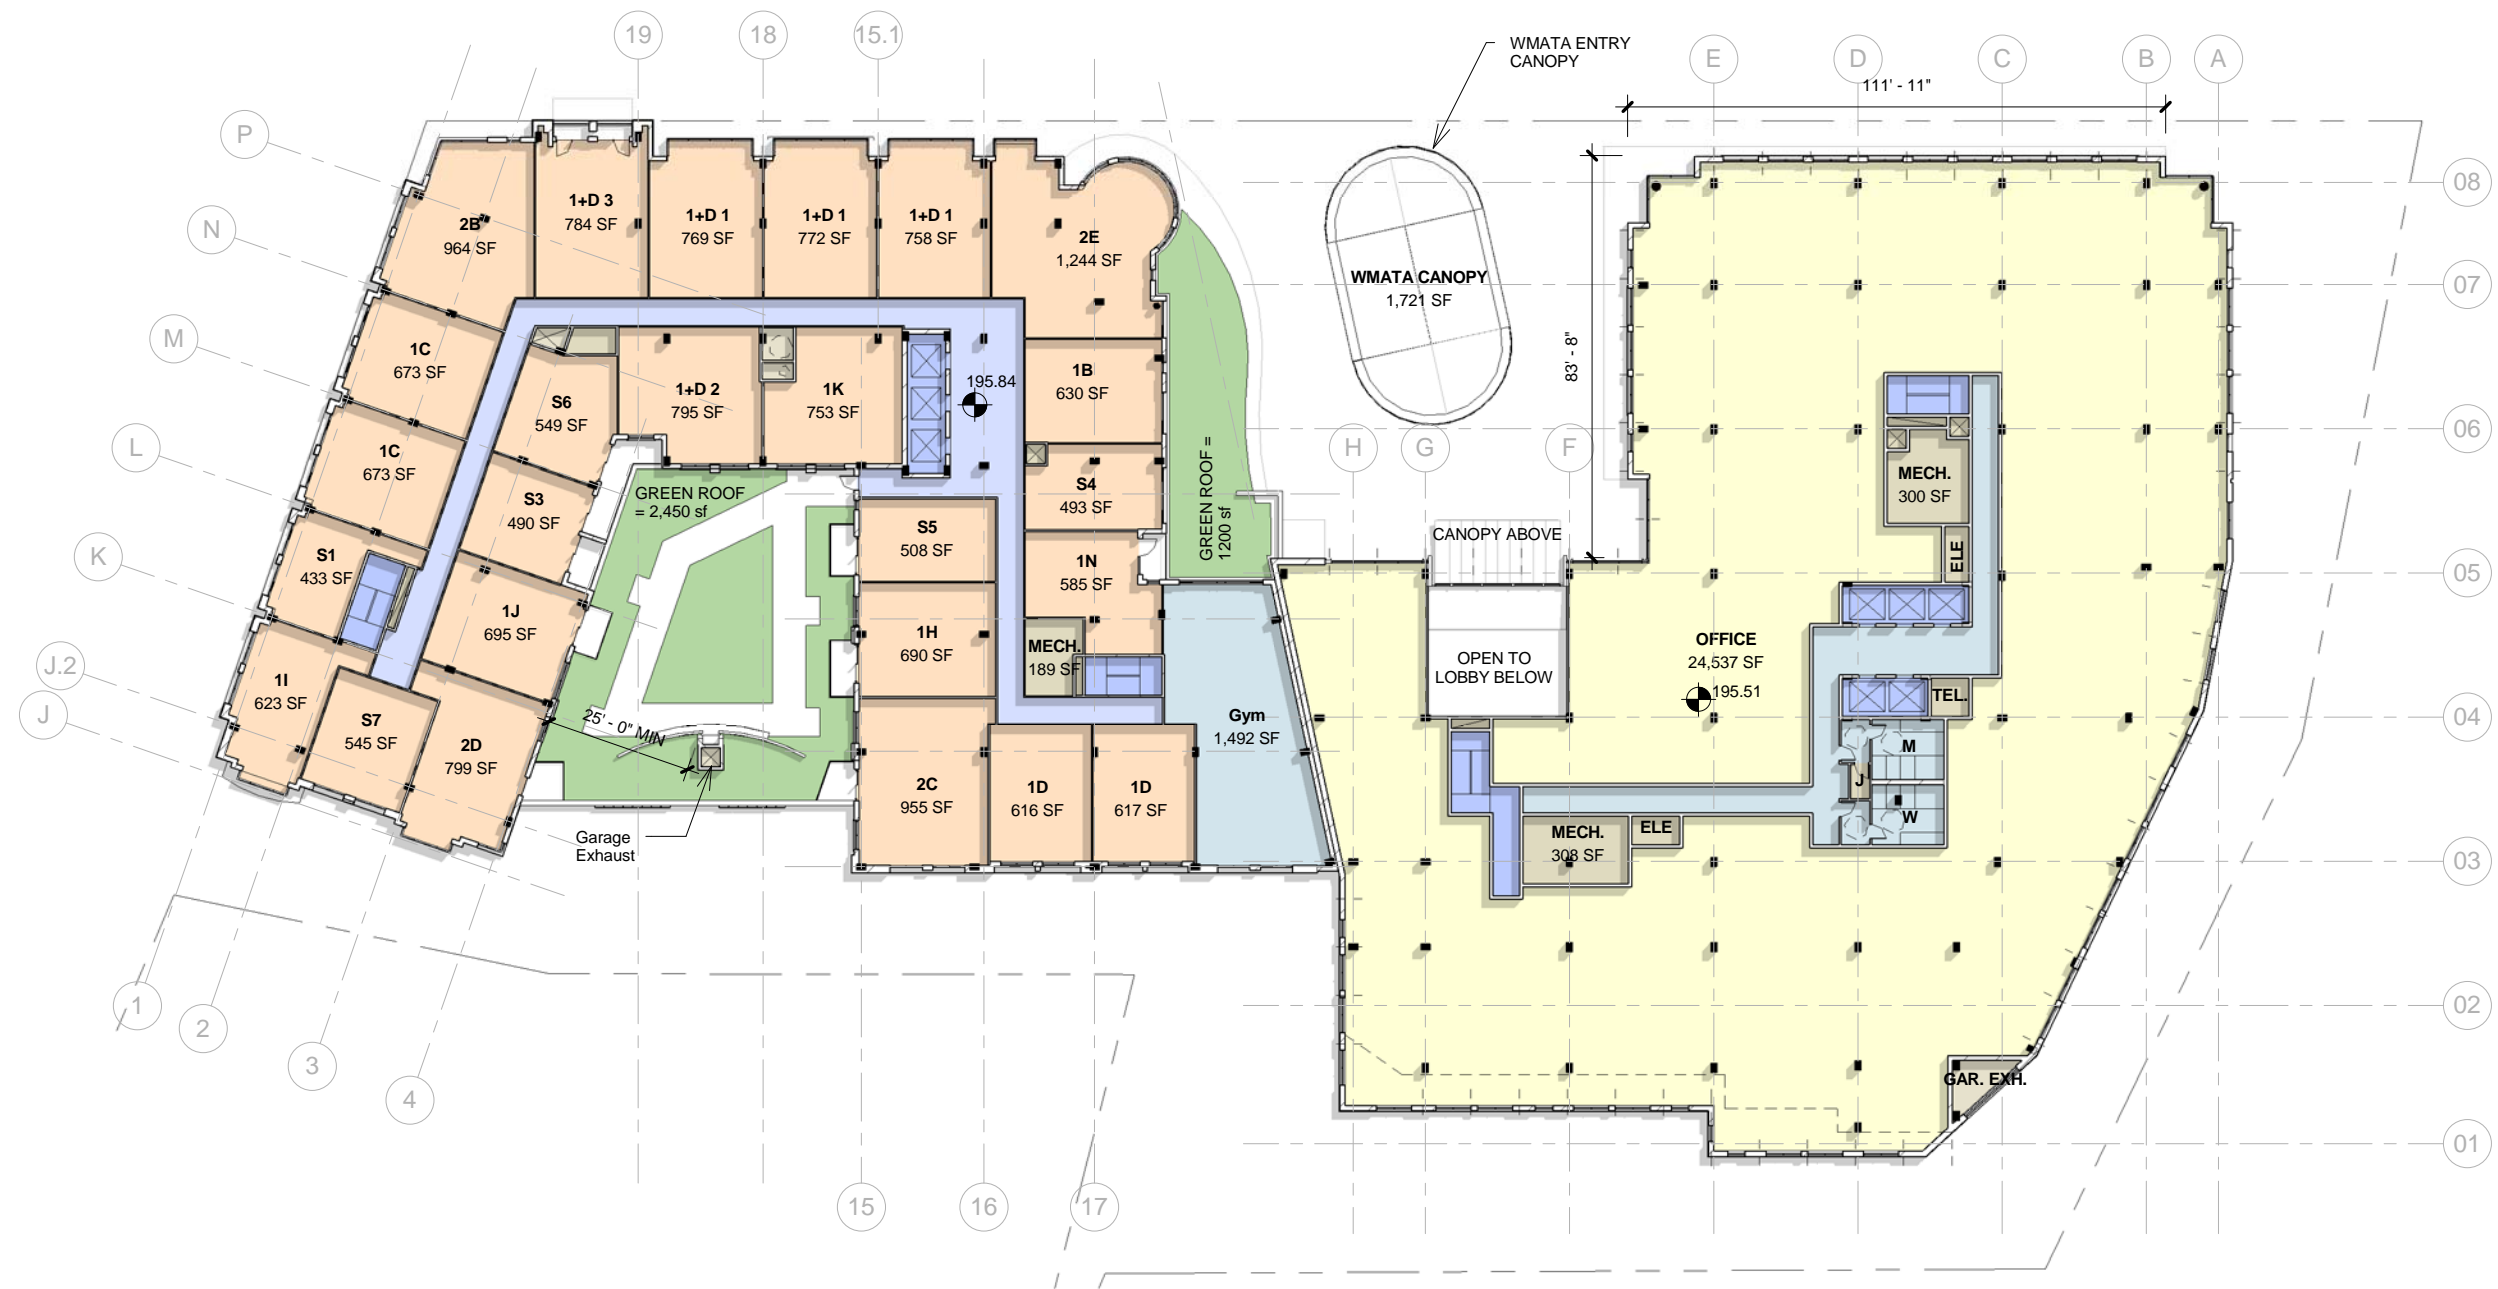 19
18
15.1
WMATA ENTRY
CANOPY
E
D
C
B
A
111' - 11"
P
N
M
L
K
J.2
J
2B
964 SF
1+D 3
784 SF
1+D 1
769 SF
1+D 1
772 SF
1+D 1
758 SF
2E
1,244 SF
WMATA CANOPY
1,721 SF
83' - 8"
08
07
06
05
04
03
02
01
1C
673 SF
1C
673 SF
S6
549 SF
1+D 2
795 SF
1K
753 SF
195.84
1B
630 SF
S3
490 SF
GREEN ROOF
= 2,450 sf
S4
493 SF
GREEN ROOF =
1200 sf
H
G
F
MECH.
300 SF
ELE
S1
433 SF
S5
508 SF
1N
585 SF
CANOPY ABOVE
1J
695 SF
1H
690 SF
MECH.
189 SF
OPEN TO
LOBBY BELOW
OFFICE
24,537 SF
195.51
TEL.
1I
623 SF
S7
545 SF
2D
799 SF
25' - 0" MIN
Gym
1,492 SF
M
J
W
2C
955 SF
1D
616 SF
1D
617 SF
Garage
Exhaust
MECH.
308 SF
ELE
GAR. EXH.
1
2
3
4
15
16
17